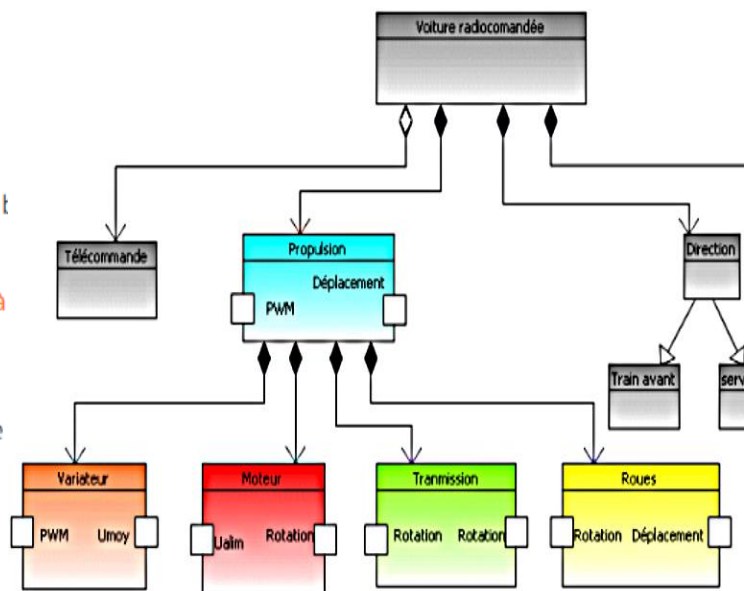 Voiture radiocomandée
Télécommande
Propulsion
Déplacement
PWM
Direction
Train avant
Variateur
PWM Umoy
Moteur
Ualim Rotation
Tranmission
Rotation Rotation
Roues
Rotation Déplacement
à